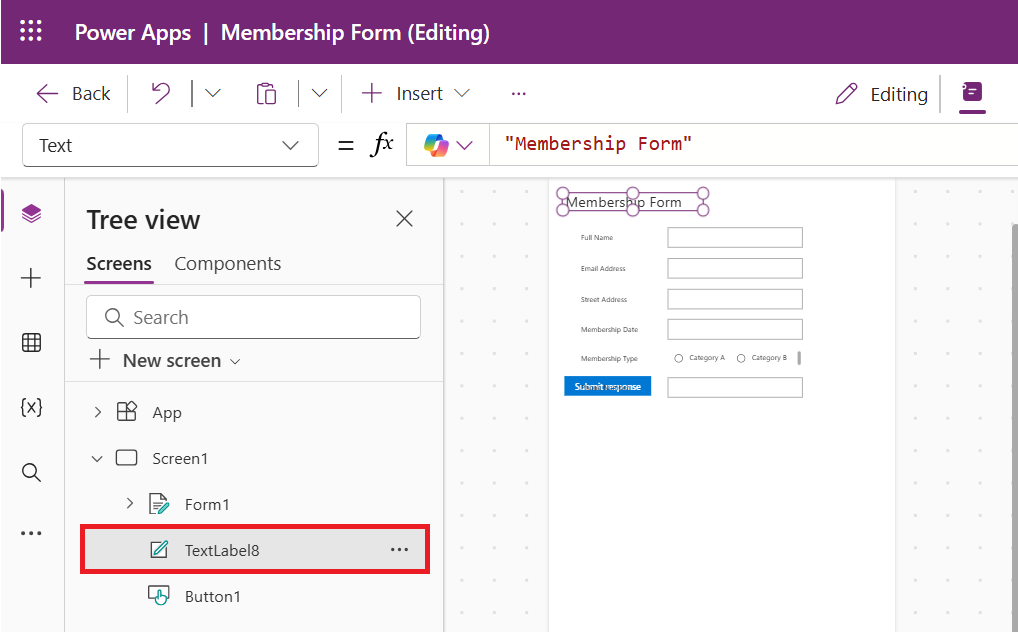 Power Apps | Membership Form (Editing)
Back Insert ... Editing
Text = fx "Membership Form"
Tree view
Screens Components
Search
New screen
App
Screen1
Form1
TextLabel8 ...
Button1
Membership Form
Full Name
Email Address
Street Address
Membership Date
Membership Type Category A Category B
Submit response